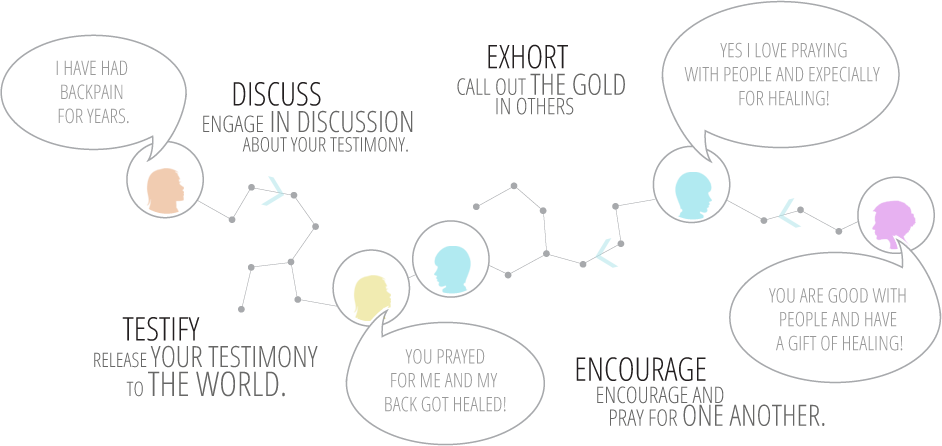 I HAVE HAD
BACKPAIN
FOR YEARS.
DISCUSS
ENGAGE IN DISCUSSION
ABOUT YOUR TESTIMONY.
EXHORT
CALL OUT THE GOLD
IN OTHERS
YES I LOVE PRAYING
WITH PEOPLE AND EXPECIALLY
FOR HEALING!
TESTIFY
RELEASE YOUR TESTIMONY
TO THE WORLD.
YOU PRAYED
FOR ME AND MY
BACK GOT HEALED!
ENCOURAGE
ENCOURAGE AND
PRAY FOR ONE ANOTHER.
YOU ARE GOOD WITH
PEOPLE AND HAVE
A GIFT OF HEALING!